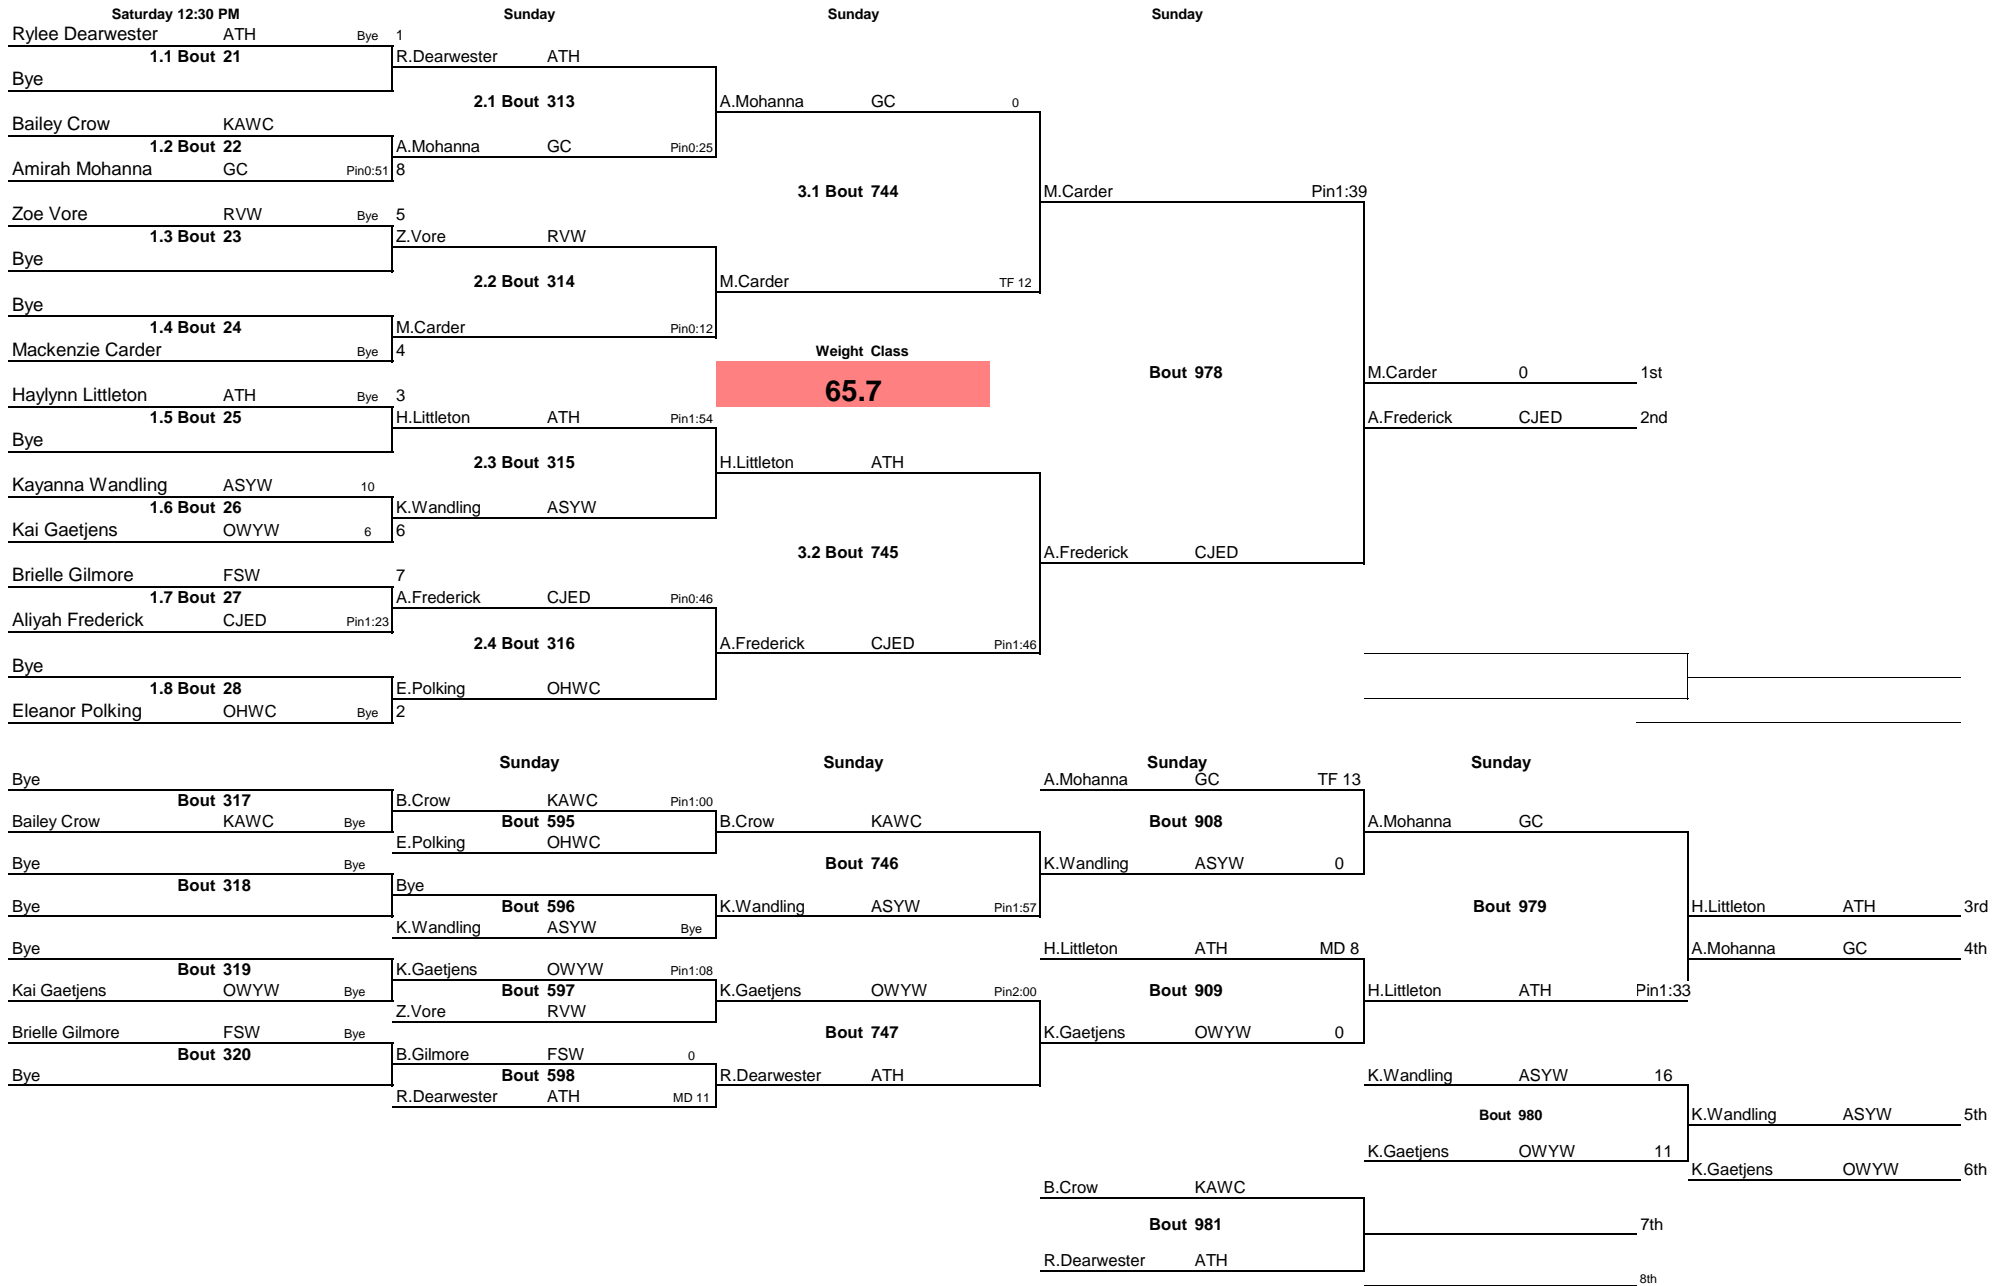 Saturday 12:30 PM Sunday Sunday Sunday
Rylee Dearwester ATH Bye 1
1.1 Bout 21 R.Dearwester ATH
Bye
2.1 Bout 313 A.Mohanna GC 0
Bailey Crow KAWC
1.2 Bout 22 A.Mohanna GC Pin0:25
Amirah Mohanna GC Pin0:51 8
3.1 Bout 744 M.Carder Pin1:39
Zoe Vore RVW Bye 5
1.3 Bout 23 Z.Vore RVW
Bye
2.2 Bout 314 M.Carder TF 12
Bye
1.4 Bout 24 M.Carder Pin0:12
Mackenzie Carder Bye 4 Weight Class
Bout 978 M.Carder 0 1st
65.7
Haylynn Littleton ATH Bye 3
1.5 Bout 25 H.Littleton ATH Pin1:54 A.Frederick CJED 2nd
Bye
2.3 Bout 315 H.Littleton ATH
Kayanna Wandling ASYW 10
1.6 Bout 26 K.Wandling ASYW
Kai Gaetjens OWYW 6 6
3.2 Bout 745 A.Frederick CJED
Brielle Gilmore FSW 7
1.7 Bout 27 A.Frederick CJED Pin0:46
Aliyah Frederick CJED Pin1:23
2.4 Bout 316 A.Frederick CJED Pin1:46
Bye
1.8 Bout 28 E.Polking OHWC
Eleanor Polking OHWC Bye 2
Sunday Sunday Sunday Sunday
Bye A.Mohanna GC TF 13
Bout 317 B.Crow KAWC Pin1:00
Bailey Crow KAWC Bye Bout 595 B.Crow KAWC Bout 908 A.Mohanna GC
E.Polking OHWC
Bye Bye Bout 746 K.Wandling ASYW 0
Bout 318 Bye
Bye Bout 596 K.Wandling ASYW Pin1:57 Bout 979 H.Littleton ATH 3rd
K.Wandling ASYW Bye
Bye H.Littleton ATH MD 8 A.Mohanna GC 4th
Bout 319 K.Gaetjens OWYW Pin1:08
Kai Gaetjens OWYW Bye Bout 597 K.Gaetjens OWYW Pin2:00 Bout 909 H.Littleton ATH Pin1:33
Z.Vore RVW
Brielle Gilmore FSW Bye Bout 747 K.Gaetjens OWYW 0
Bout 320 B.Gilmore FSW 0
Bye Bout 598 R.Dearwester ATH K.Wandling ASYW 16
R.Dearwester ATH MD 11
Bout 980 K.Wandling ASYW 5th
K.Gaetjens OWYW 11
K.Gaetjens OWYW 6th
B.Crow KAWC
Bout 981 7th
R.Dearwester ATH
8th